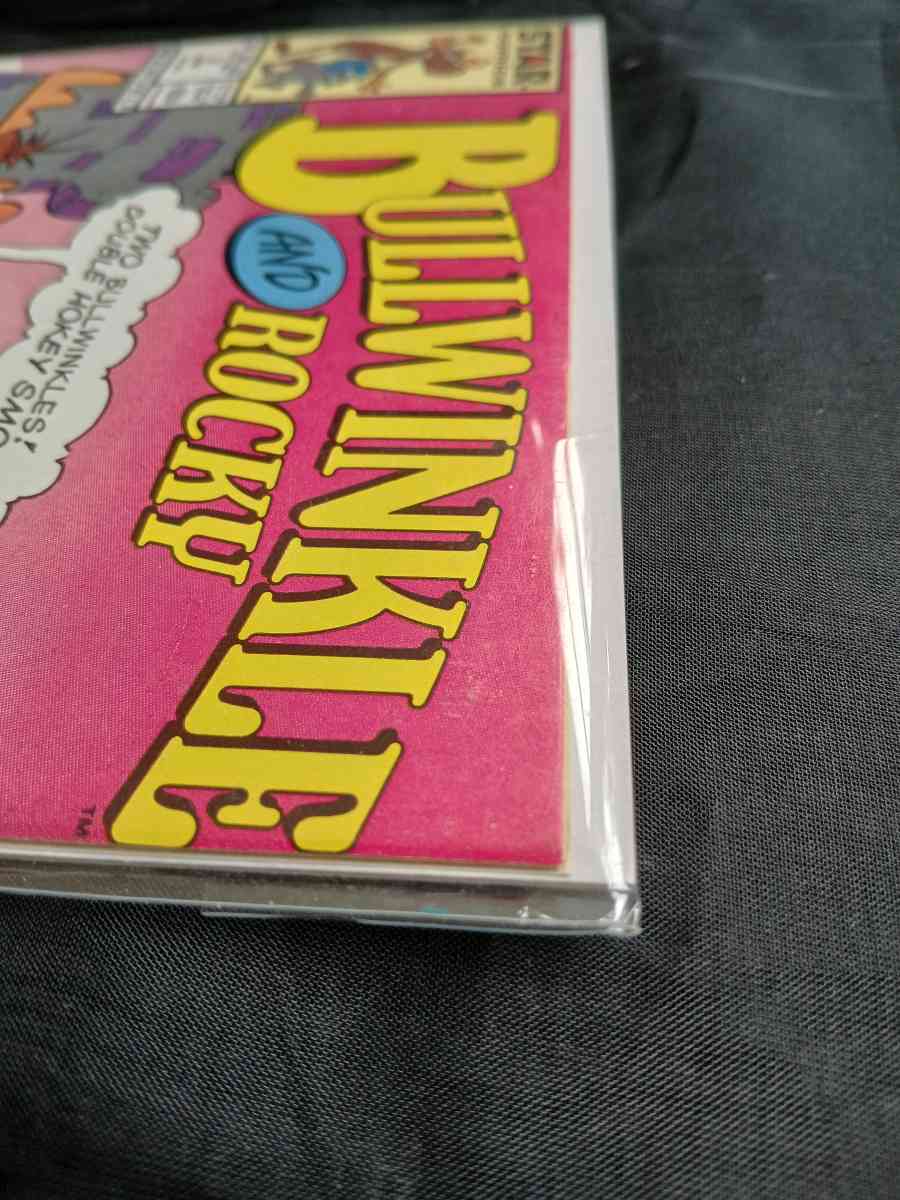 STAR
BULLWINKLE
AND
ROCKY
TM
TWO BULLWINKLES!
DOUBLE HOKEY SMO